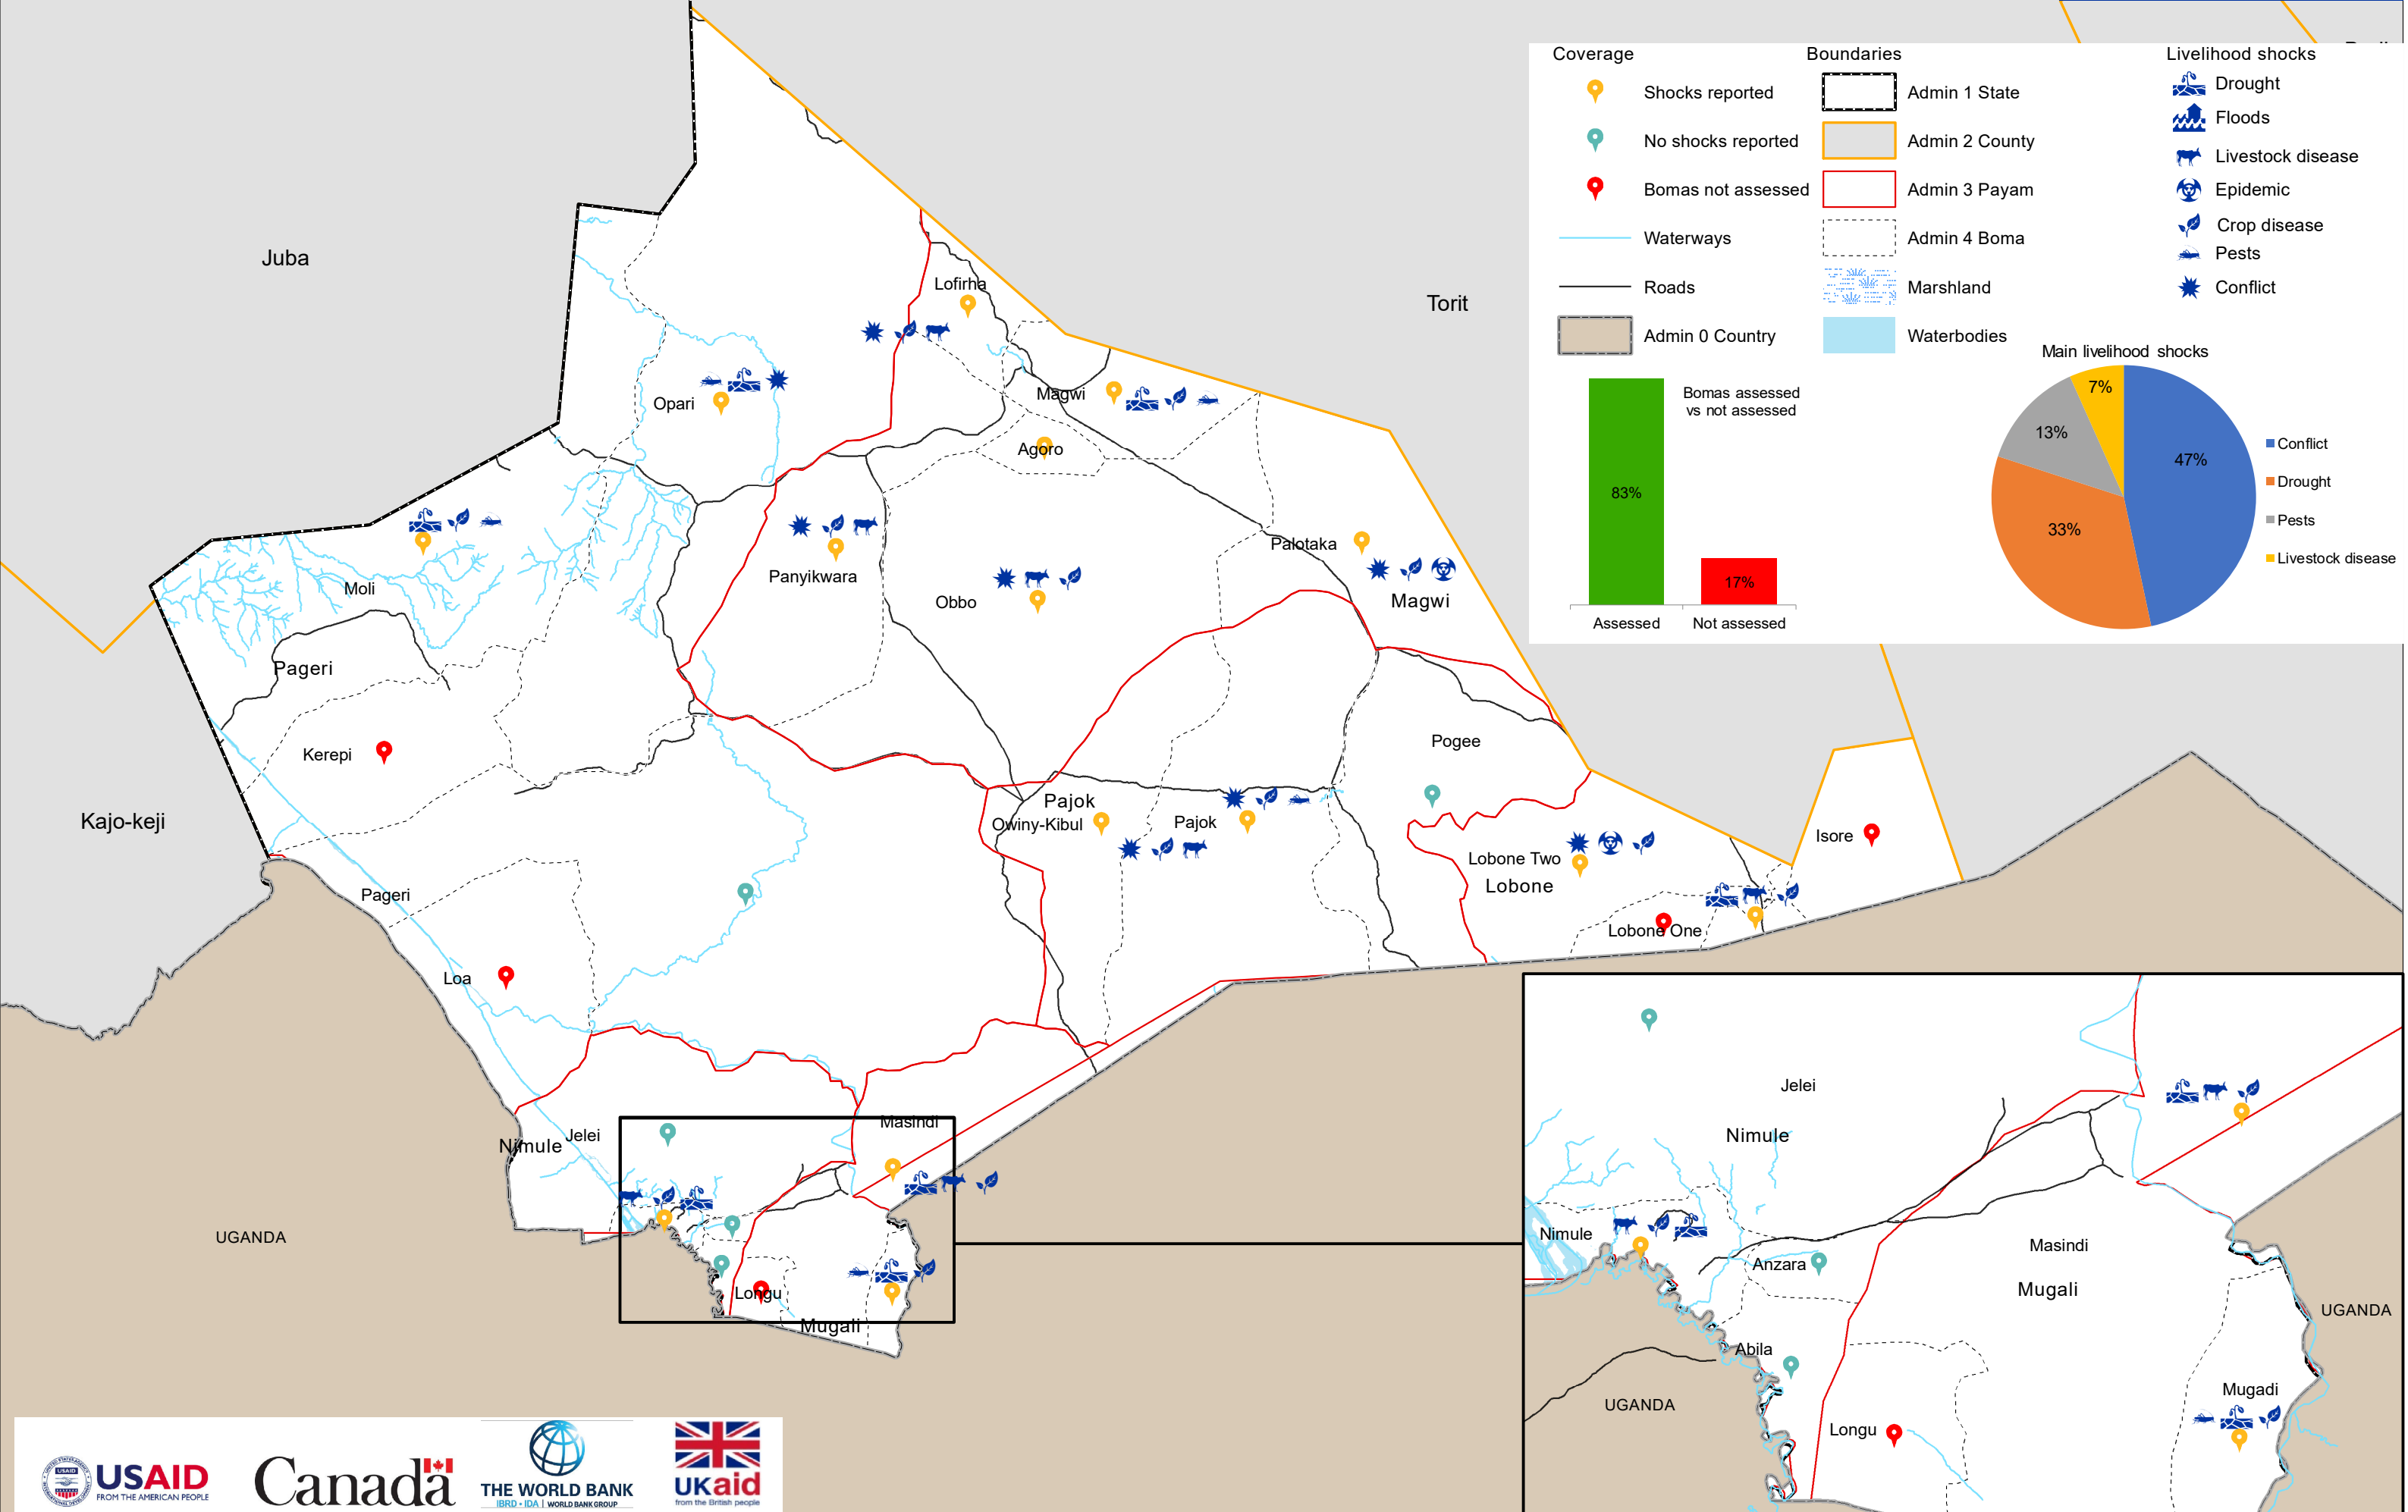 Coverage
Shocks reported
No shocks reported
Bomas not assessed
Waterways
Roads
Admin 0 Country
Boundaries
Admin 1 State
Admin 2 County
Admin 3 Payam
Admin 4 Boma
Marshland
Waterbodies
Livelihood shocks
Drought
Floods
Livestock disease
Epidemic
Crop disease
Pests
Conflict
Bomas assessed
vs not assessed
83%
17%
Assessed
Not assessed
Main livelihood shocks
7%
13%
47%
33%
Conflict
Drought
Pests
Livestock disease
Juba
Torit
Lofirha
Opari
Magwi
Agoro
Palotaka
Panyikwara
Obbo
Magwi
Moli
Pageri
Kerepi
Pogee
Kajo-keji
Pajok
Owiny-Kibul
Pajok
Isore
Lobone Two
Lobone
Lobone One
Pageri
Loa
Masindi
Nimule
Jelei
UGANDA
Longu
Mugali
Jelei
Nimule
Nimule
Anzara
Masindi
Mugali
UGANDA
Abila
UGANDA
Mugadi
Longu
USAID
FROM THE AMERICAN PEOPLE
Canada
THE WORLD BANK
IBRD • IDA | WORLD BANK GROUP
UKaid
from the British people